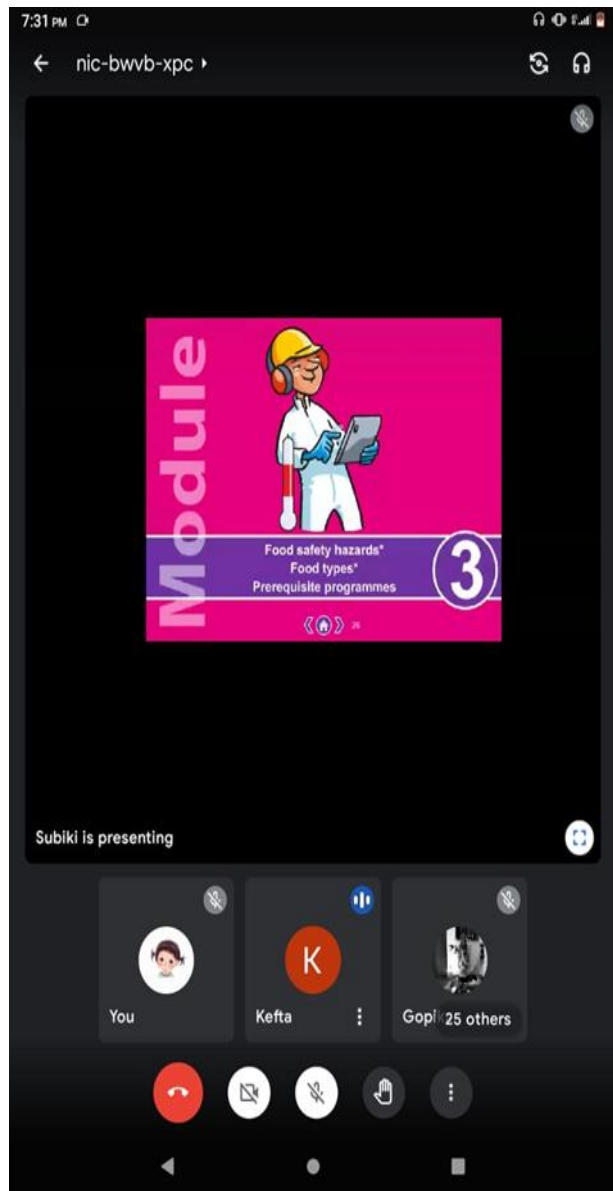 7:31 PM
nic-bwvb-xpc
Module
Food safety hazards*
Food types*
Prerequisite programmes
3
26
Subiki is presenting
You
K
Kefta
25 others